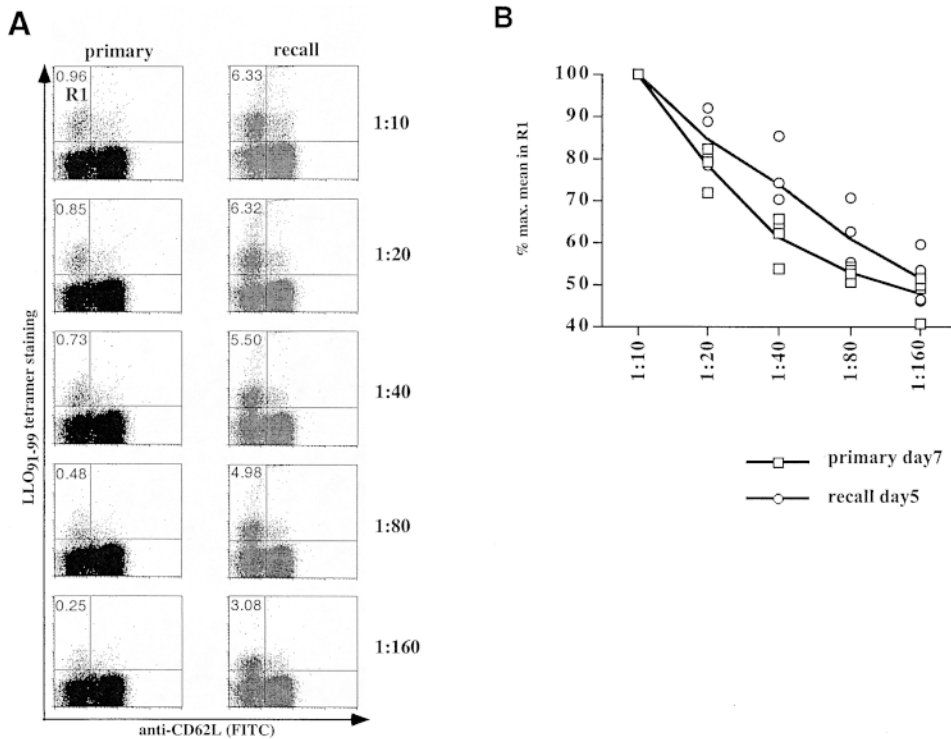 A
primary
recall
0.96
R1
6.33
1:10
0.85
6.32
1:20
0.73
5.50
1:40
0.48
4.98
1:80
0.25
3.08
1:160
LLO91-99 tetramer staining
anti-CD62L (FITC)
B
% max. mean in R1
100
90
80
70
60
50
40
1:10
1:20
1:40
1:80
1:160
primary day7
recall day5